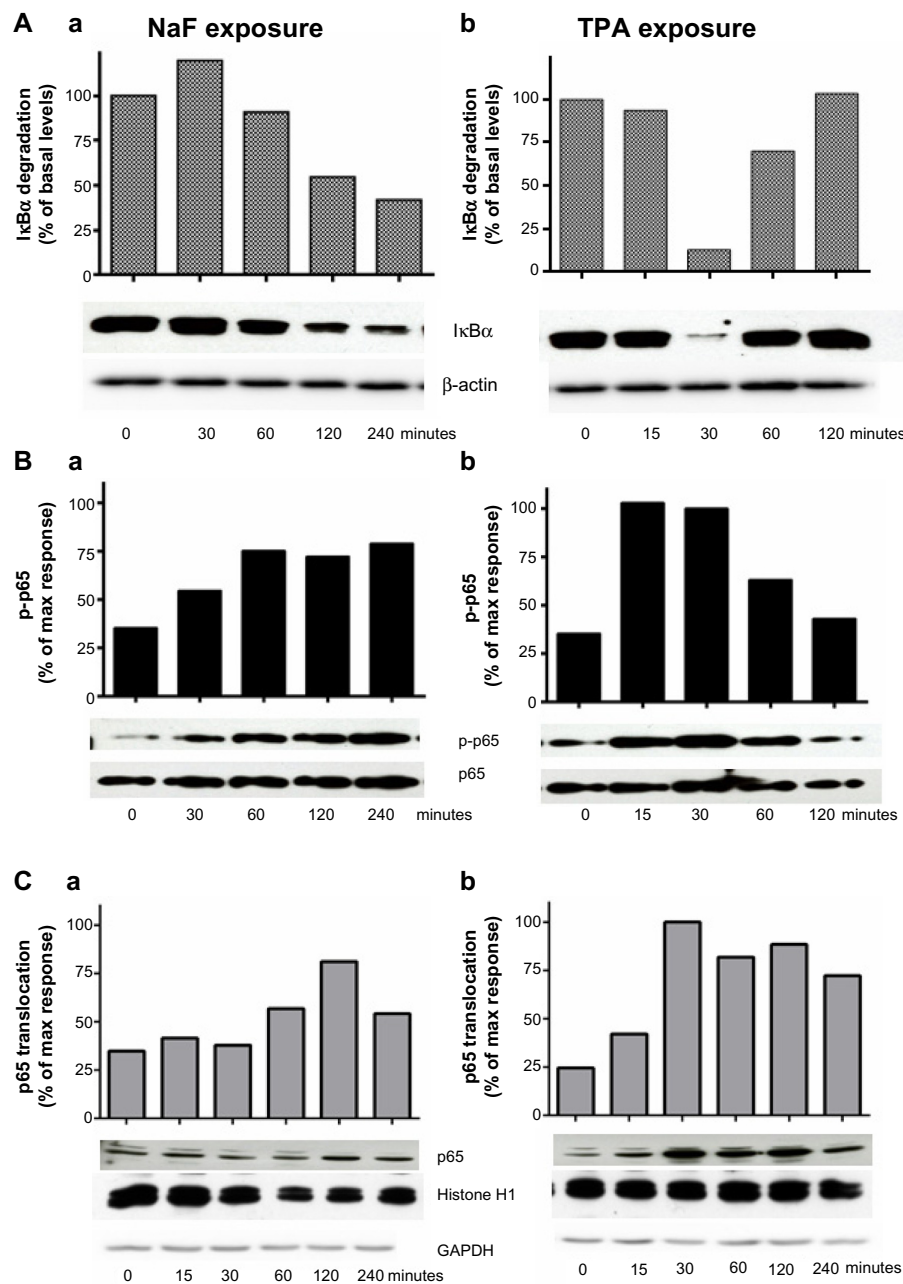 A a NaF exposure b TPA exposure
IκBα degradation
(% of basal levels)
100
75
50
25
0
IκBα degradation
(% of basal levels)
100
75
50
25
0
IκBα
β-actin
0 30 60 120 240 minutes
0 15 30 60 120 minutes
B a b
p-p65
(% of max response)
100
75
50
25
0
p-p65
(% of max response)
100
75
50
25
0
p-p65
p65
0 30 60 120 240 minutes
0 15 30 60 120 minutes
C a b
p65 translocation
(% of max response)
100
75
50
25
0
p65 translocation
(% of max response)
100
75
50
25
0
p65
Histone H1
GAPDH
0 15 30 60 120 240 minutes
0 15 30 60 120 240 minutes